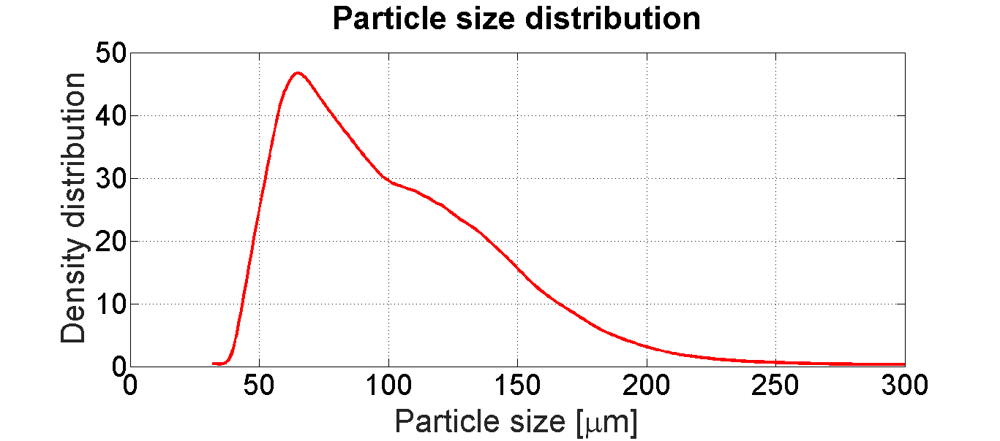 Particle size distribution
50
40
30
20
10
0
Density distribution
0 50 100 150 200 250 300
Particle size [μm]